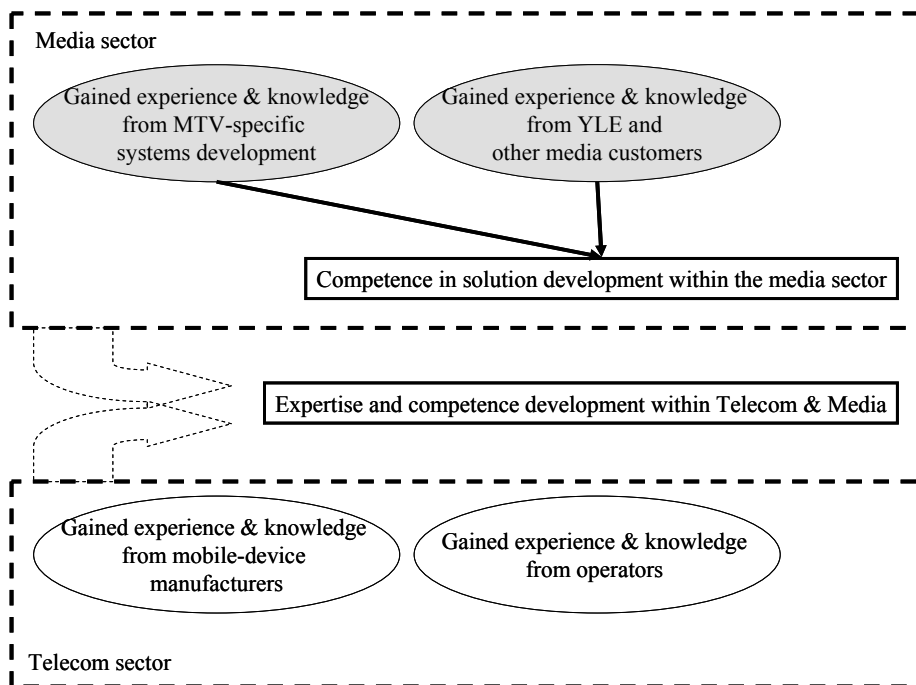 Media sector
Gained experience & knowledge
from MTV-specific
systems development
Gained experience & knowledge
from YLE and
other media customers
Competence in solution development within the media sector
Expertise and competence development within Telecom & Media
Gained experience & knowledge
from mobile-device
manufacturers
Gained experience & knowledge
from operators
Telecom sector